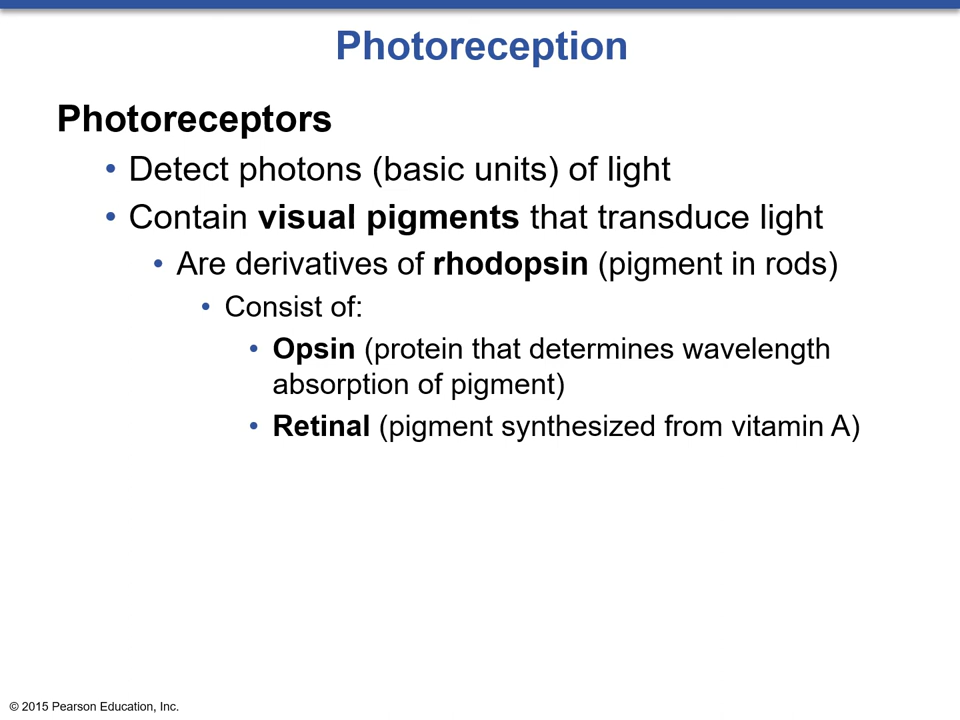 Photoreception
Photoreceptors
• Detect photons (basic units) of light
• Contain visual pigments that transduce light
• Are derivatives of rhodopsin (pigment in rods)
• Consist of:
• Opsin (protein that determines wavelength
absorption of pigment)
• Retinal (pigment synthesized from vitamin A)
© 2015 Pearson Education, Inc.